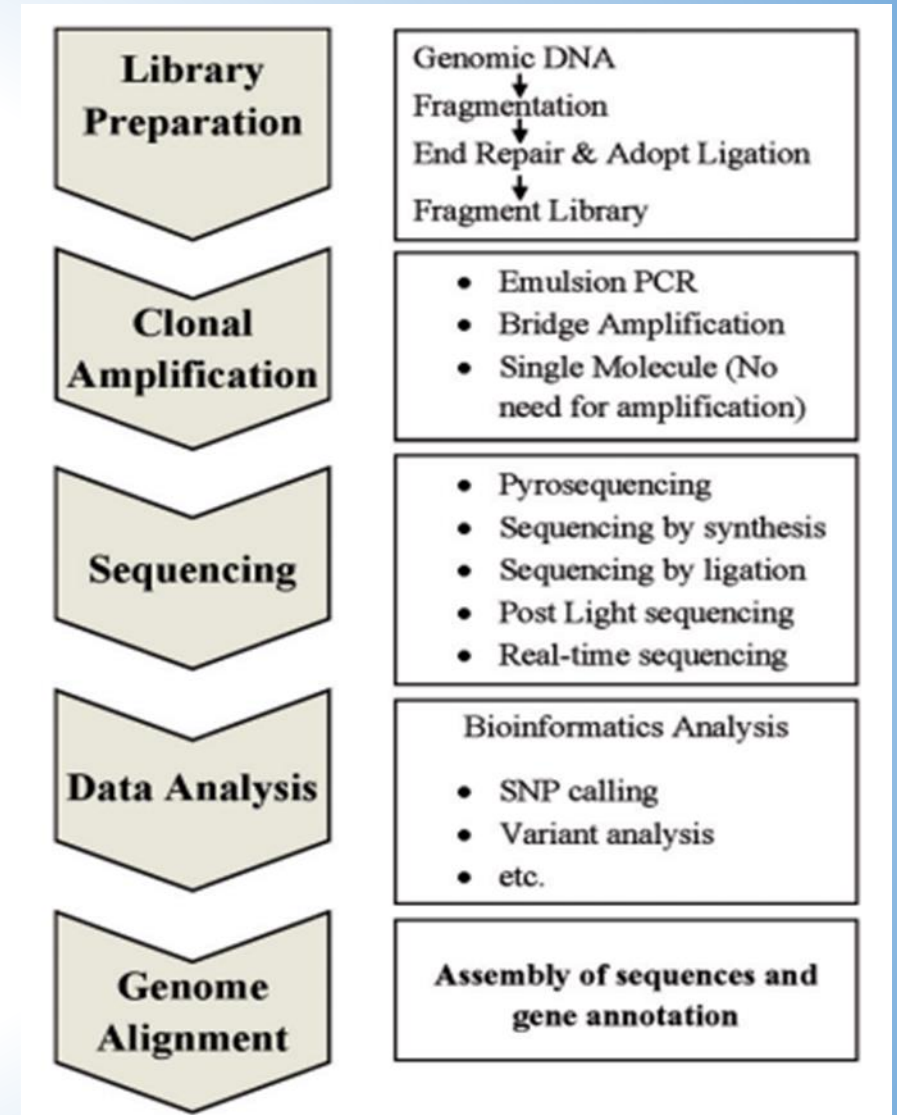 Library
Preparation
Genomic DNA
Fragmentation
End Repair & Adopt Ligation
Fragment Library
Clonal
Amplification
• Emulsion PCR
• Bridge Amplification
• Single Molecule (No
need for amplification)
Sequencing
• Pyrosequencing
• Sequencing by synthesis
• Sequencing by ligation
• Post Light sequencing
• Real-time sequencing
Data Analysis
Bioinformatics Analysis
• SNP calling
• Variant analysis
• etc.
Genome
Alignment
Assembly of sequences and
gene annotation